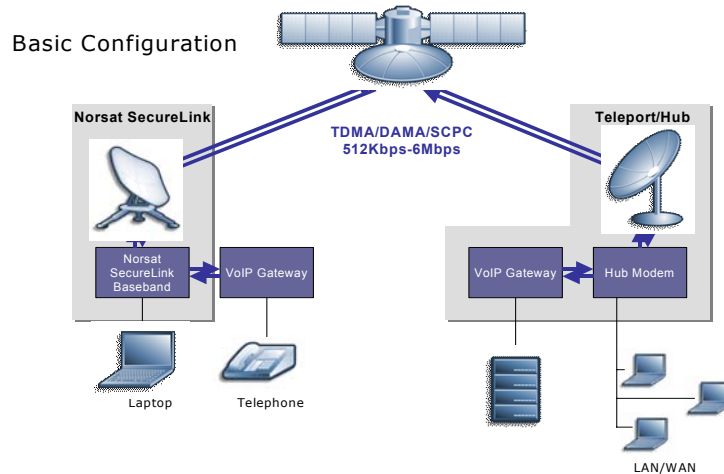 Basic Configuration
Norsat SecureLink
Teleport/Hub
TDMA/DAMA/SCPC
512Kbps-6Mbps
Norsat
SecureLink
Baseband
VoIP Gateway
VoIP Gateway
Hub Modem
Laptop
Telephone
LAN/WAN